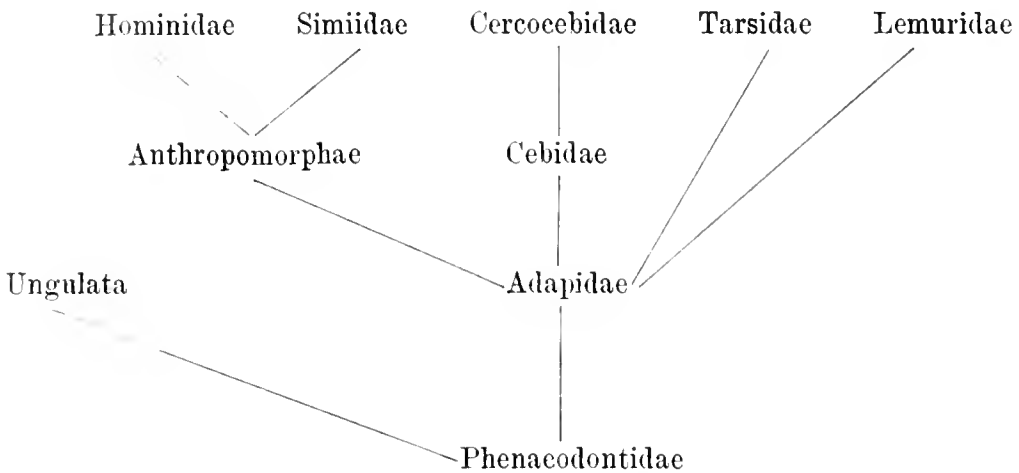 Hominidae Simiidae Cercocebidae Tarsidae Lemuridae
Anthropomorphae Cebidae
Ungulata Adapidae
Phenacodontidae